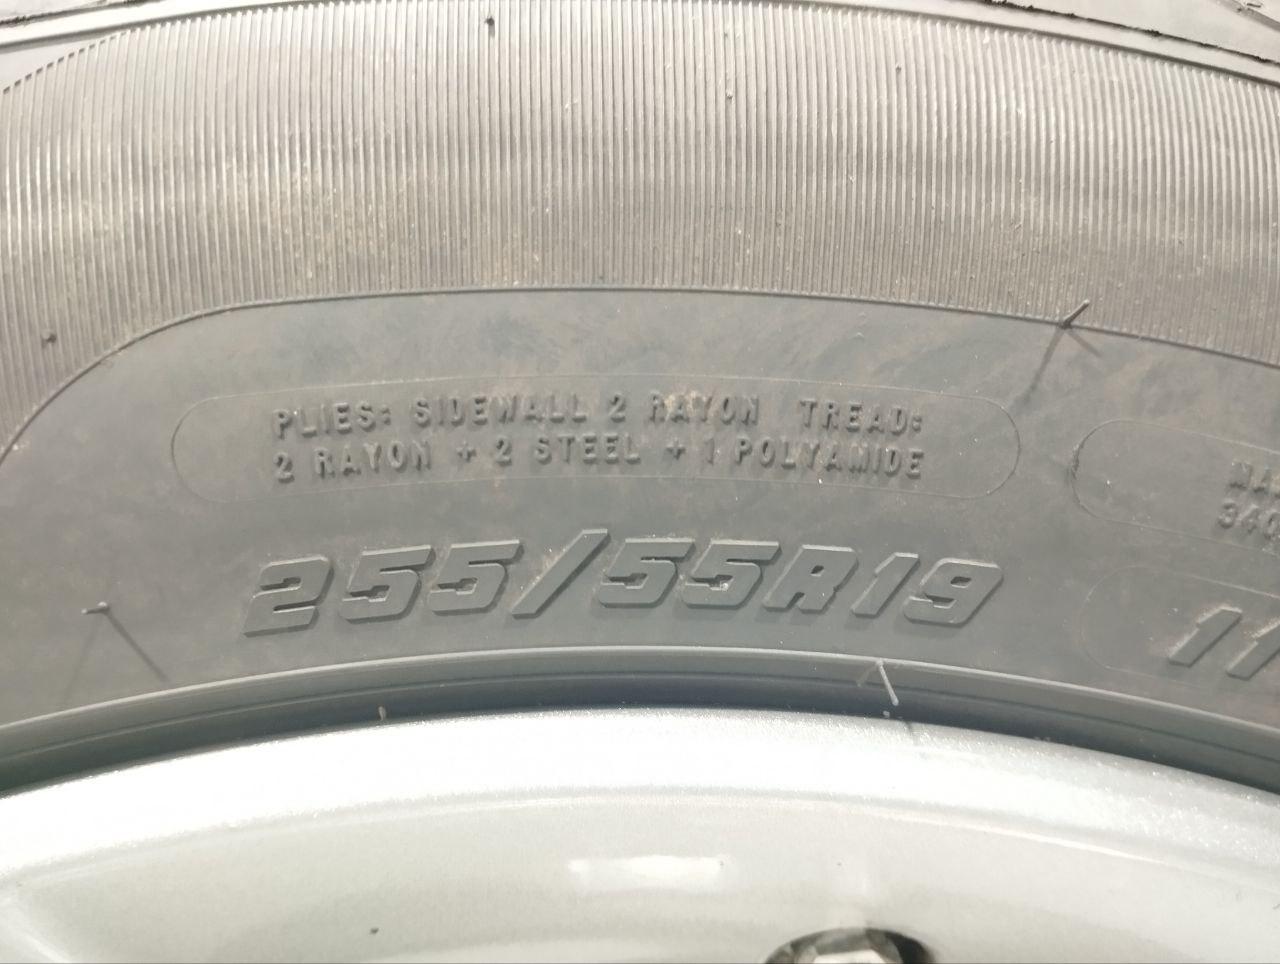 PLIES: SIDEWALL 2 RAYON TREAD:
2 RAYON + 2 STEEL + 1 POLYAMIDE
255/55R19